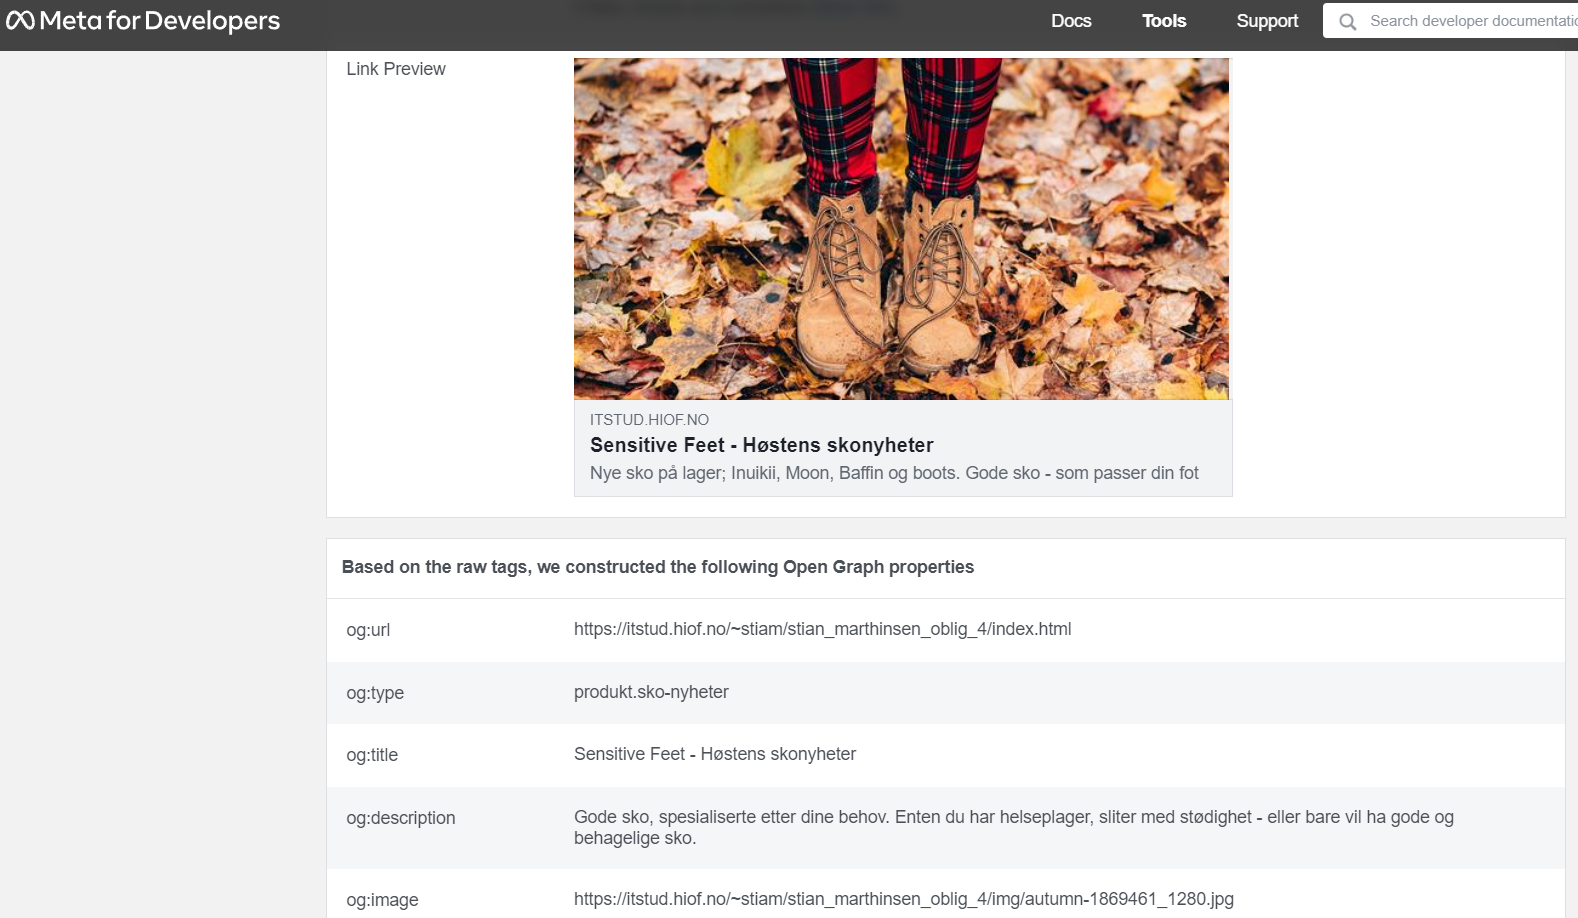 Meta for Developers
Docs
Tools
Support
Search developer documentatio
Link Preview
ITSTUD.HIOF.NO
Sensitive Feet - Høstens skonyheter
Nye sko på lager; Inuikii, Moon, Baffin og boots. Gode sko - som passer din fot
Based on the raw tags, we constructed the following Open Graph properties
og:url
https://itstud.hiof.no/~stiam/stian_marthinsen_oblig_4/index.html
og:type
produkt.sko-nyheter
og:title
Sensitive Feet - Høstens skonyheter
og:description
Gode sko, spesialiserte etter dine behov. Enten du har helseplager, sliter med stødighet - eller bare vil ha gode og
behagelige sko.
og:image
https://itstud.hiof.no/~stiam/stian_marthinsen_oblig_4/img/autumn-1869461_1280.jpg